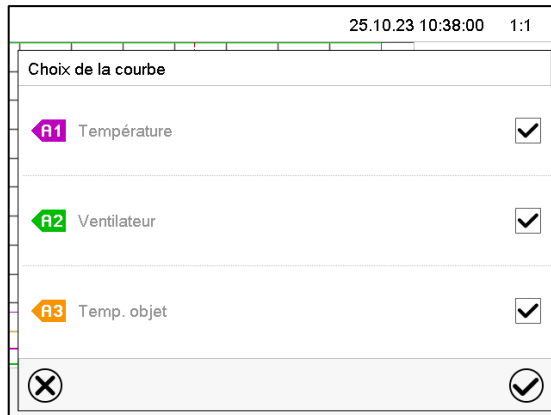 25.10.23 10:38:00 1:1
Choix de la courbe
A1 Température
A2 Ventilateur
A3 Temp. objet